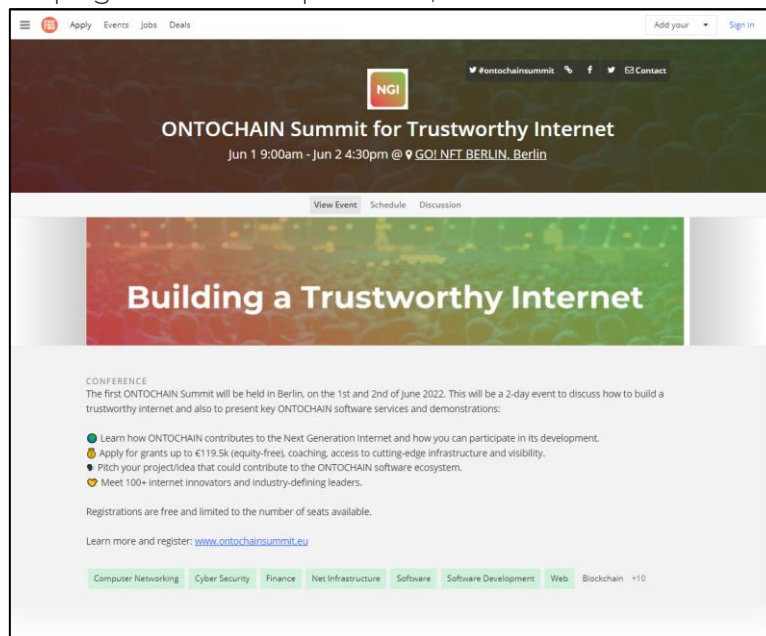 F6S Apply Events Jobs Deals Add your Sign in
#ontochainsummit Contact
NGI
ONTOCHAIN Summit for Trustworthy Internet
Jun 1 9:00am - Jun 2 4:30pm @ GO! NFT BERLIN, Berlin
View Event Schedule Discussion
Building a Trustworthy Internet
CONFERENCE
The first ONTOCHAIN Summit will be held in Berlin, on the 1st and 2nd of June 2022. This will be a 2-day event to discuss how to build a
trustworthy internet and also to present key ONTOCHAIN software services and demonstrations:
Learn how ONTOCHAIN contributes to the Next Generation Internet and how you can participate in its development.
Apply for grants up to €119.5k (equity-free), coaching, access to cutting-edge infrastructure and visibility.
Pitch your project/idea that could contribute to the ONTOCHAIN software ecosystem.
Meet 100+ internet innovators and industry-defining leaders.
Registrations are free and limited to the number of seats available.
Learn more and register: www.ontochainsummit.eu
Computer Networking Cyber Security Finance Net Infrastructure Software Software Development Web Blockchain +10